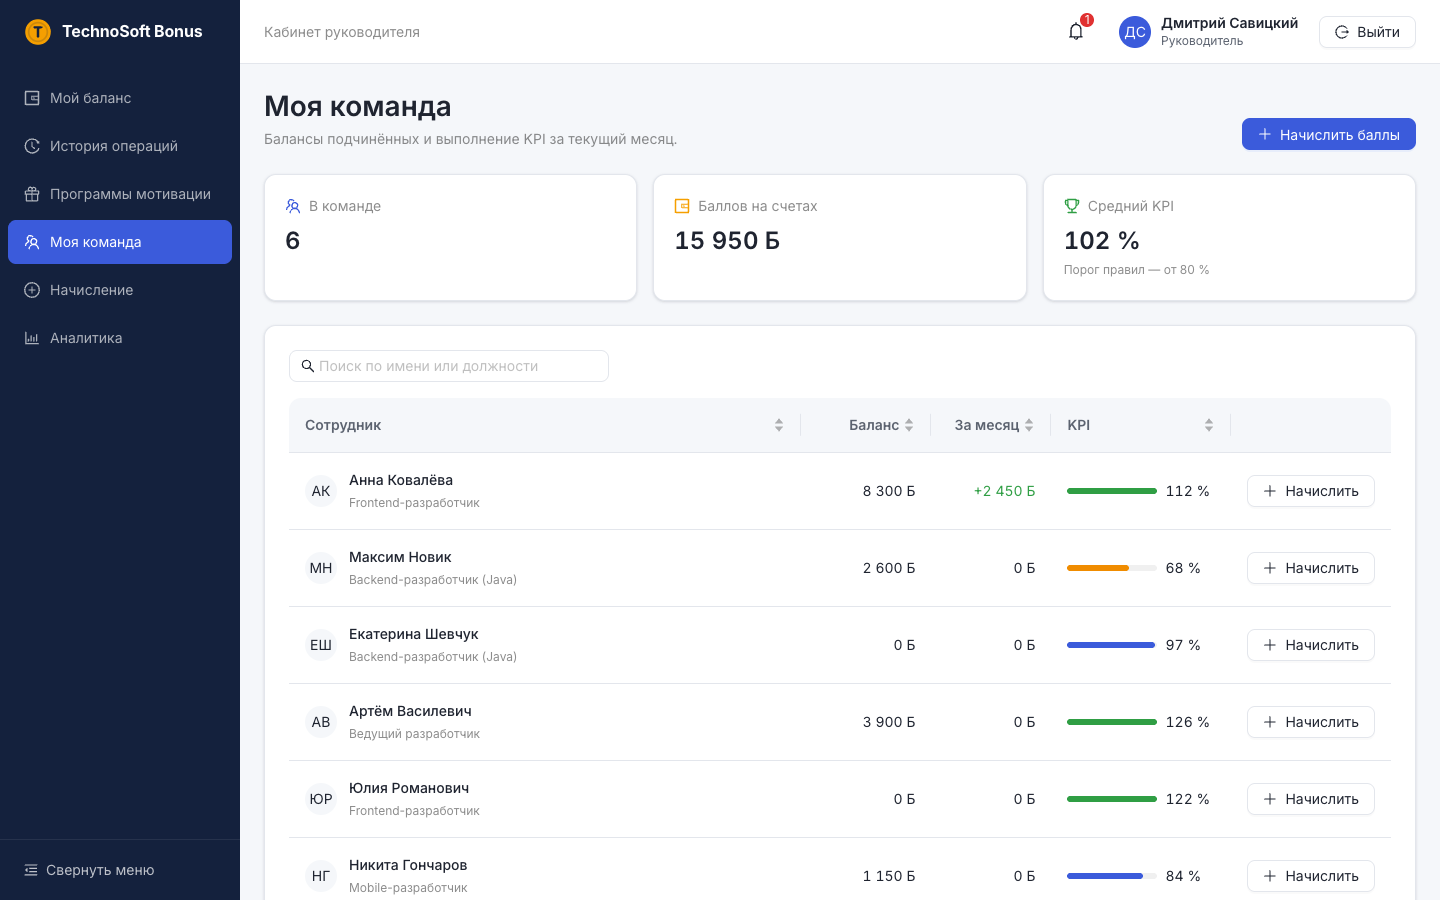 T TechnoSoft Bonus
Мой баланс
История операций
Программы мотивации
Моя команда
Начисление
Аналитика
Свернуть меню
Кабинет руководителя
1
ДС
Дмитрий Савицкий
Руководитель
Выйти
Моя команда
Балансы подчинённых и выполнение KPI за текущий месяц.
Начислить баллы
В команде
6
Баллов на счетах
15 950 Б
Средний KPI
102 %
Порог правил — от 80 %
Поиск по имени или должности
Сотрудник Баланс За месяц KPI
АК Анна Ковалёва
Frontend-разработчик
8 300 Б +2 450 Б 112 % Начислить
МН Максим Новик
Backend-разработчик (Java)
2 600 Б 0 Б 68 % Начислить
ЕШ Екатерина Шевчук
Backend-разработчик (Java)
0 Б 0 Б 97 % Начислить
АВ Артём Василевич
Ведущий разработчик
3 900 Б 0 Б 126 % Начислить
ЮР Юлия Романович
Frontend-разработчик
0 Б 0 Б 122 % Начислить
НГ Никита Гончаров
Mobile-разработчик
1 150 Б 0 Б 84 % Начислить